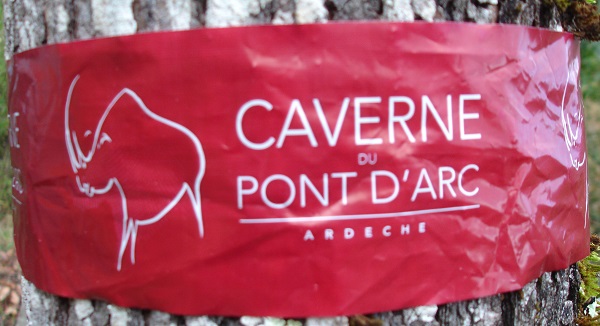 CAVERNE
DU
PONT D'ARC
ARDECHE